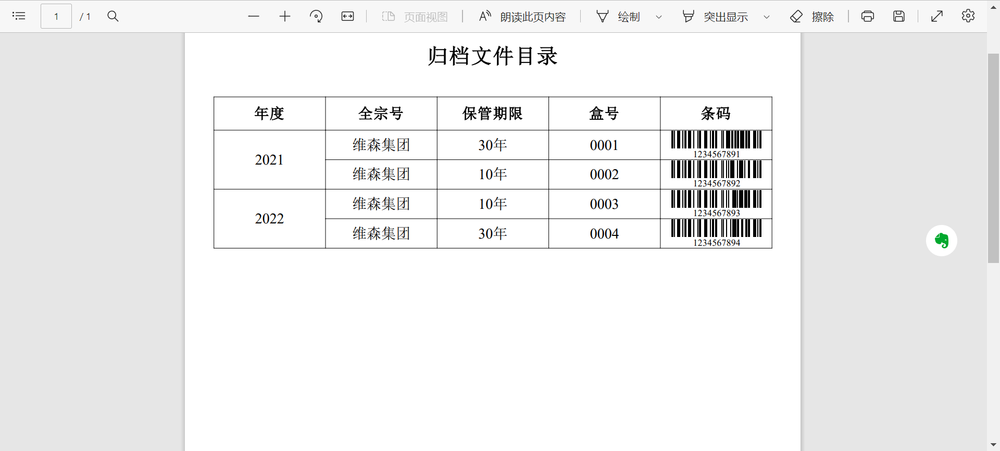 1 / 1 页面视图 朗读此页内容 绘制 突出显示 擦除
归档文件目录
年度 全宗号 保管期限 盒号 条码
2021 维森集团 30年 0001 1234567891
维森集团 10年 0002 1234567892
2022 维森集团 10年 0003 1234567893
维森集团 30年 0004 1234567894